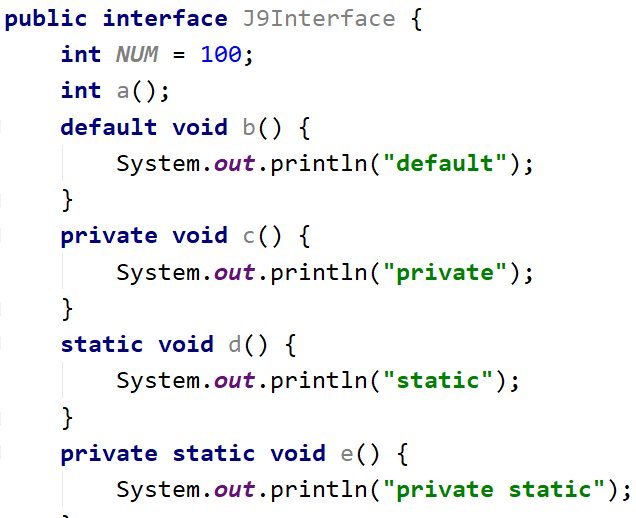 public interface J9Interface {
    int NUM = 100;
    int a();
    default void b() {
        System.out.println("default");
    }
    private void c() {
        System.out.println("private");
    }
    static void d() {
        System.out.println("static");
    }
    private static void e() {
        System.out.println("private static");